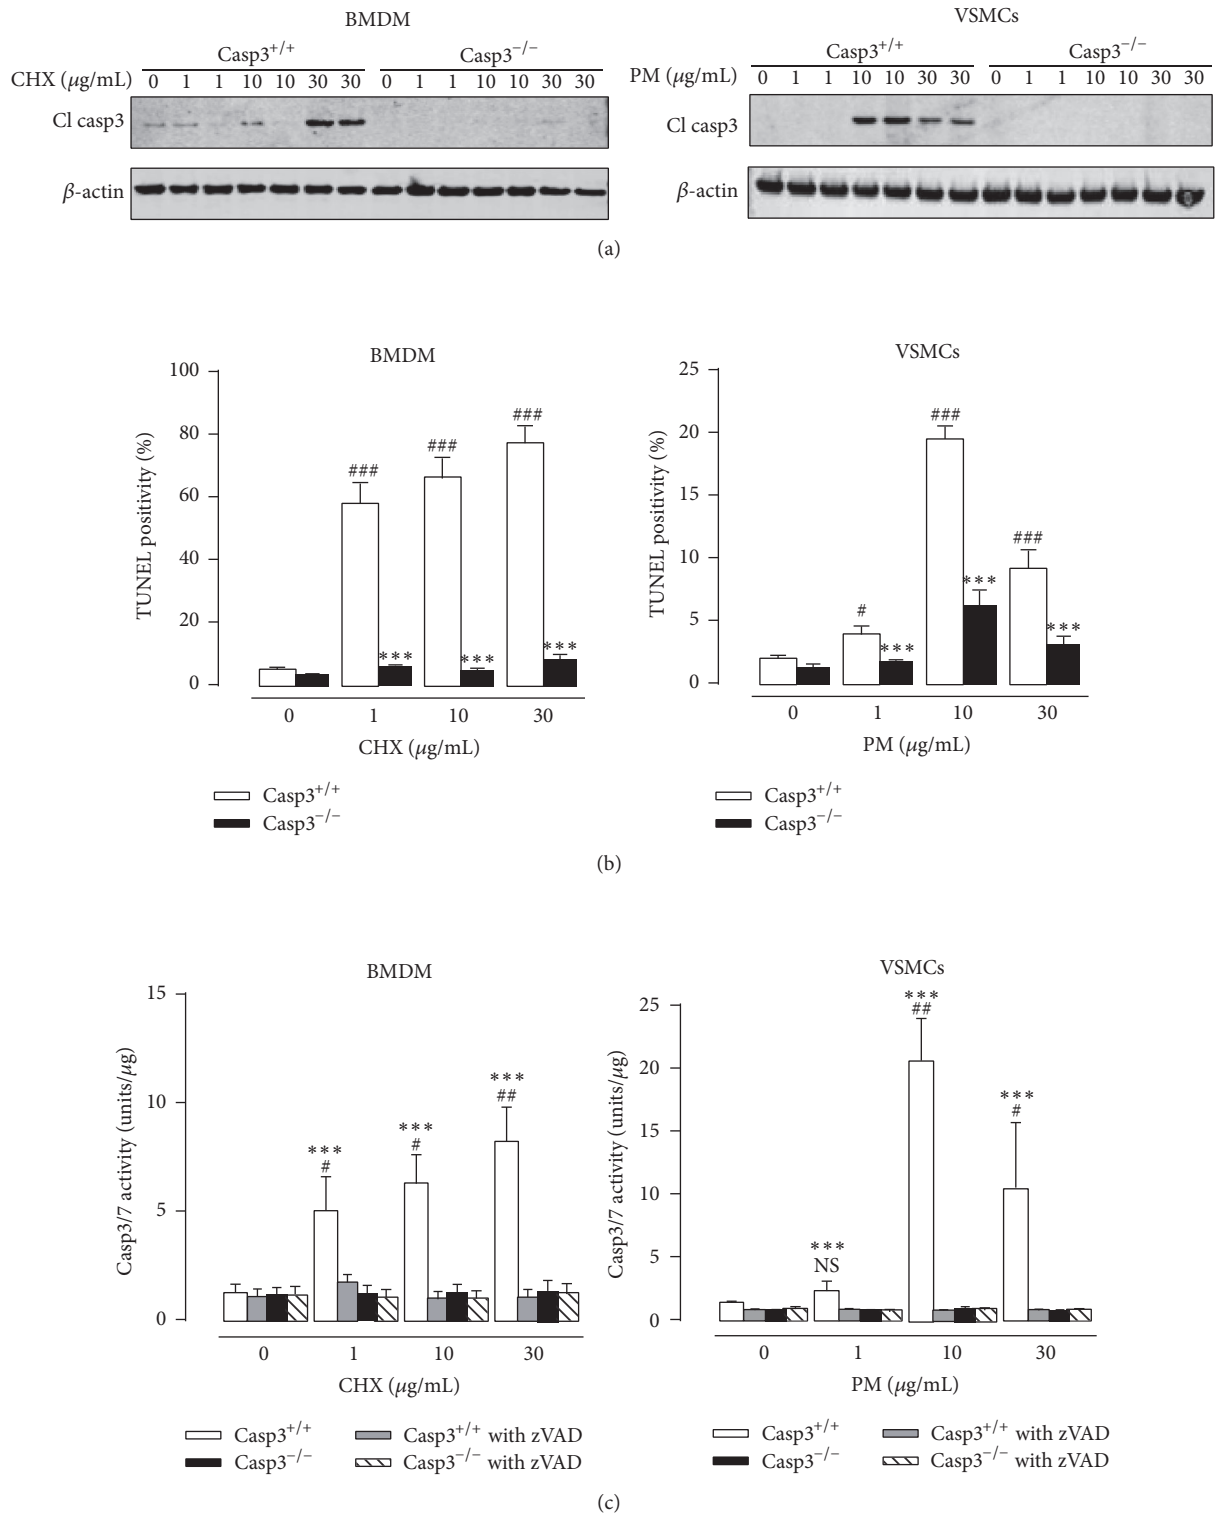 BMDM
Casp3+/+ Casp3−/−
CHX (μg/mL) 0 1 1 10 10 30 30 0 1 1 10 10 30 30
Cl casp3
β-actin
VSMCs
Casp3+/+ Casp3−/−
PM (μg/mL) 0 1 1 10 10 30 30 0 1 1 10 10 30 30
Cl casp3
β-actin
(a)
BMDM
TUNEL positivity (%)
100
80
60
40
20
0
###
###
###
***
***
***
0 1 10 30
CHX (μg/mL)
Casp3+/+
Casp3−/−
VSMCs
TUNEL positivity (%)
25
20
15
10
5
0
#
###
###
***
***
***
0 1 10 30
PM (μg/mL)
Casp3+/+
Casp3−/−
(b)
BMDM
Casp3/7 activity (units/μg)
15
10
5
0
***
#
***
#
***
##
0 1 10 30
CHX (μg/mL)
Casp3+/+ Casp3+/+ with zVAD
Casp3−/− Casp3−/− with zVAD
VSMCs
Casp3/7 activity (units/μg)
25
20
15
10
5
0
***
NS
***
##
***
#
0 1 10 30
PM (μg/mL)
Casp3+/+ Casp3+/+ with zVAD
Casp3−/− Casp3−/− with zVAD
(c)